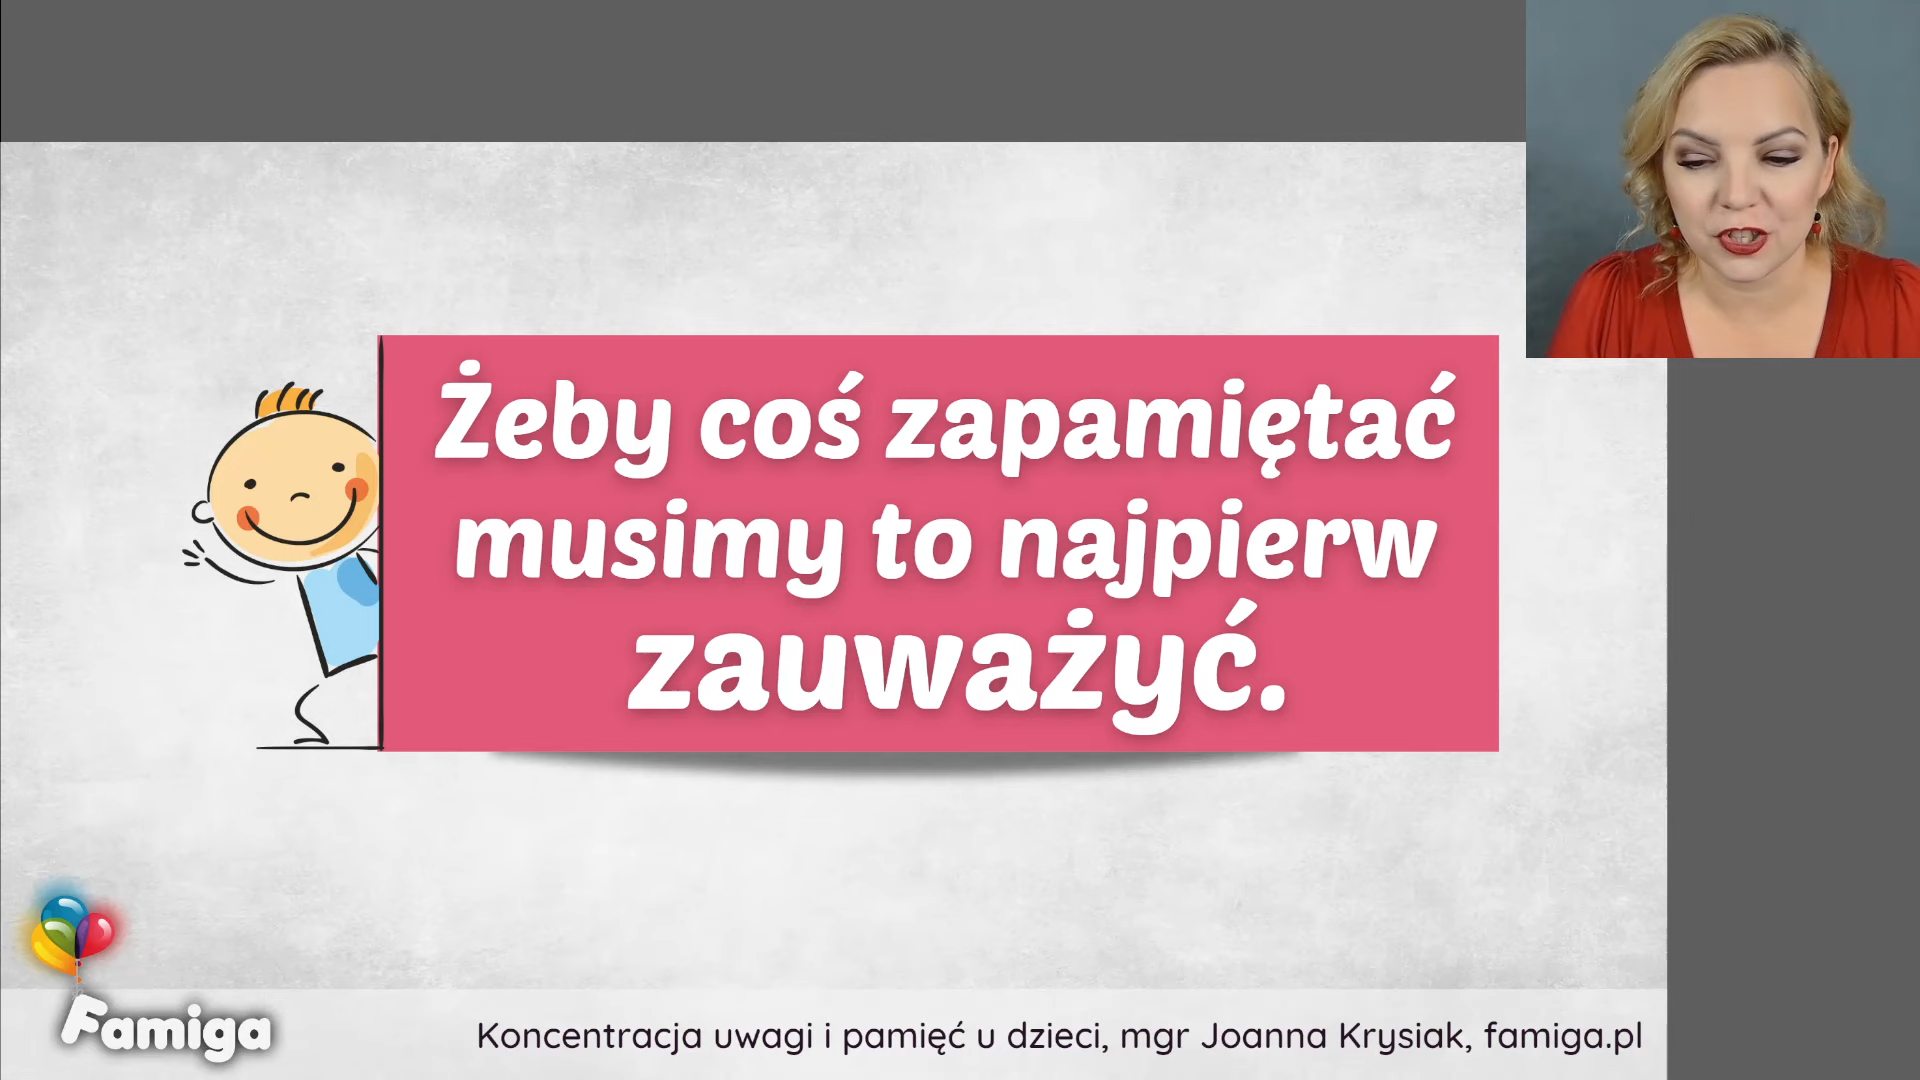 Żeby coś zapamiętać
musimy to najpierw
zauważyć.
Famiga
Koncentracja uwagi i pamięć u dzieci, mgr Joanna Krysiak, famiga.pl